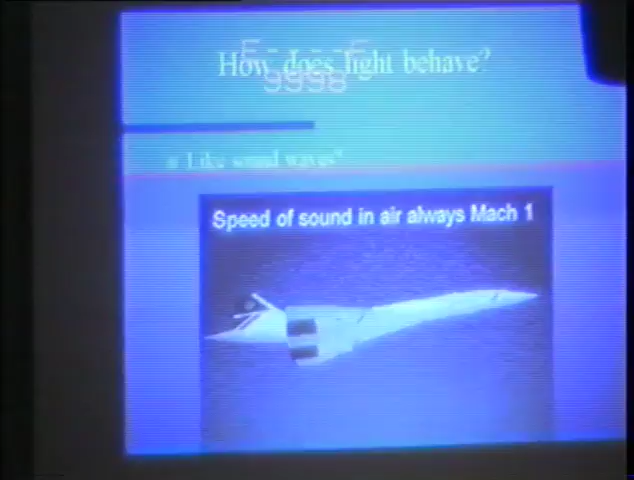 How does light behave?
Like sound waves"
Speed of sound in air always Mach 1